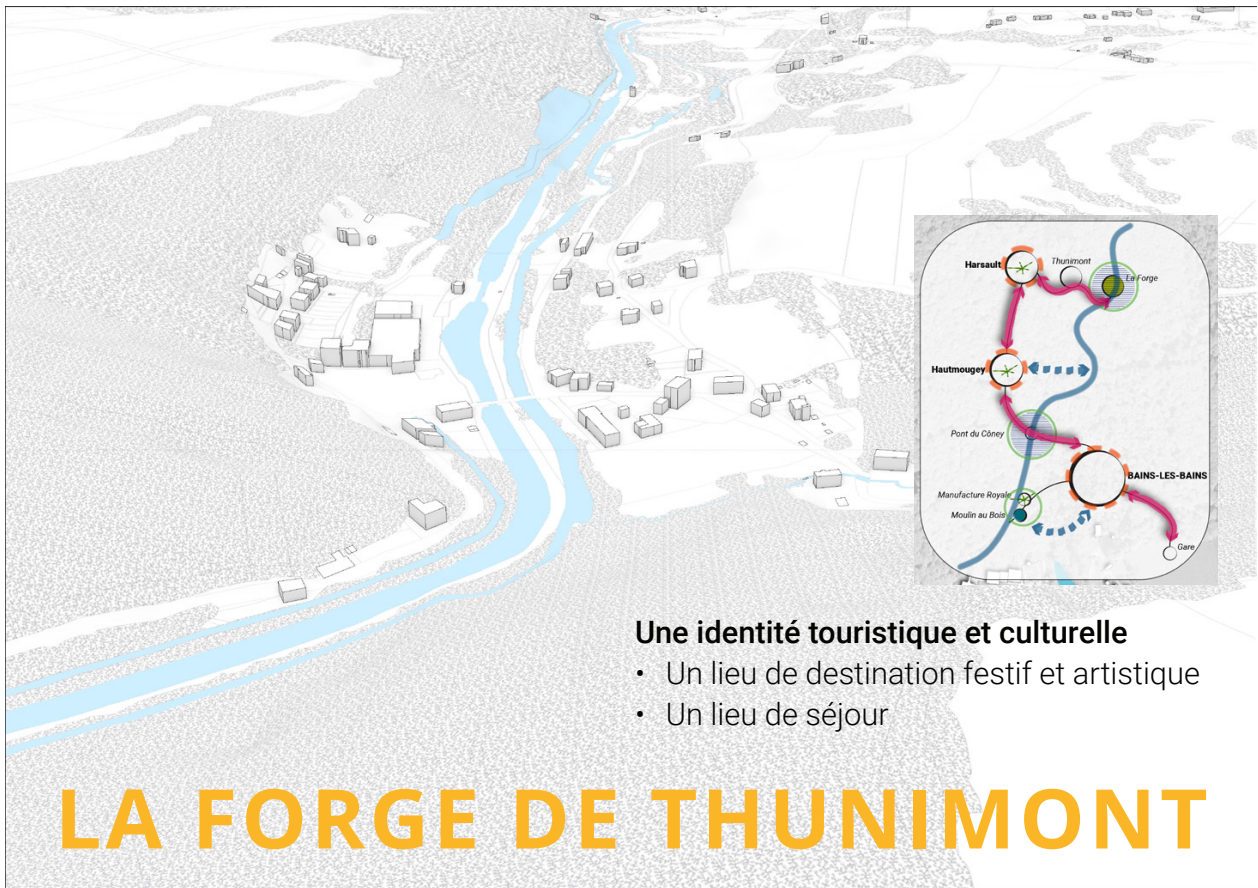 Harsault
Thunimont
La Forge
Hautmougey
Pont du Côney
BAINS-LES-BAINS
Manufacture Royale
Moulin au Bois
Gare
Une identité touristique et culturelle
• Un lieu de destination festif et artistique
• Un lieu de séjour
LA FORGE DE THUNIMONT